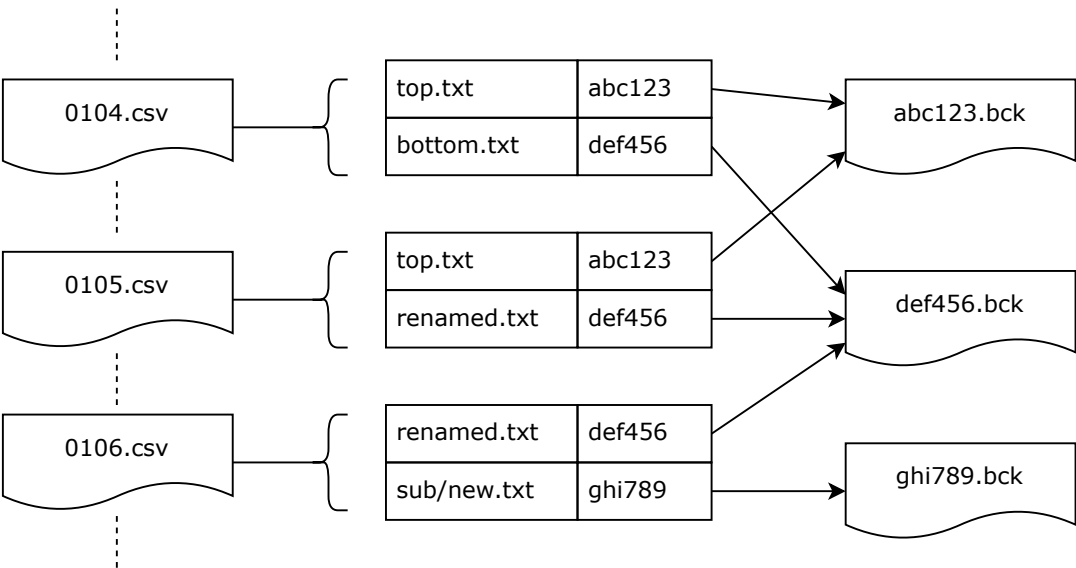 0104.csv
top.txt abc123
bottom.txt def456
abc123.bck
0105.csv
top.txt abc123
renamed.txt def456
def456.bck
0106.csv
renamed.txt def456
sub/new.txt ghi789
ghi789.bck